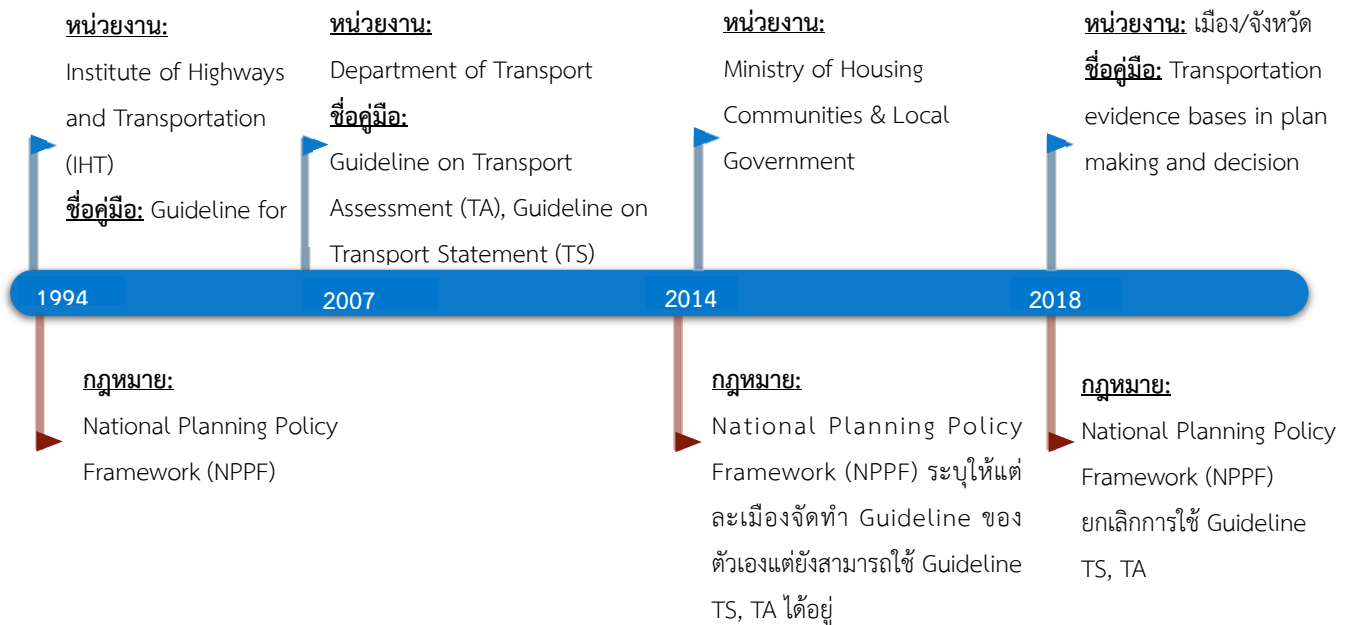 หน่วยงาน:
Institute of Highways
and Transportation
(IHT)
ชื่อคู่มือ: Guideline for
หน่วยงาน:
Department of Transport
ชื่อคู่มือ:
Guideline on Transport
Assessment (TA), Guideline on
Transport Statement (TS)
หน่วยงาน:
Ministry of Housing
Communities & Local
Government
หน่วยงาน: เมือง/จังหวัด
ชื่อคู่มือ: Transportation
evidence bases in plan
making and decision
1994
2007
2014
2018
กฎหมาย:
National Planning Policy
Framework (NPPF)
กฎหมาย:
National Planning Policy
Framework (NPPF) ระบุให้แต่
ละเมืองจัดทำ Guideline ของ
ตัวเองแต่ยังสามารถใช้ Guideline
TS, TA ได้อยู่
กฎหมาย:
National Planning Policy
Framework (NPPF)
ยกเลิกการใช้ Guideline
TS, TA